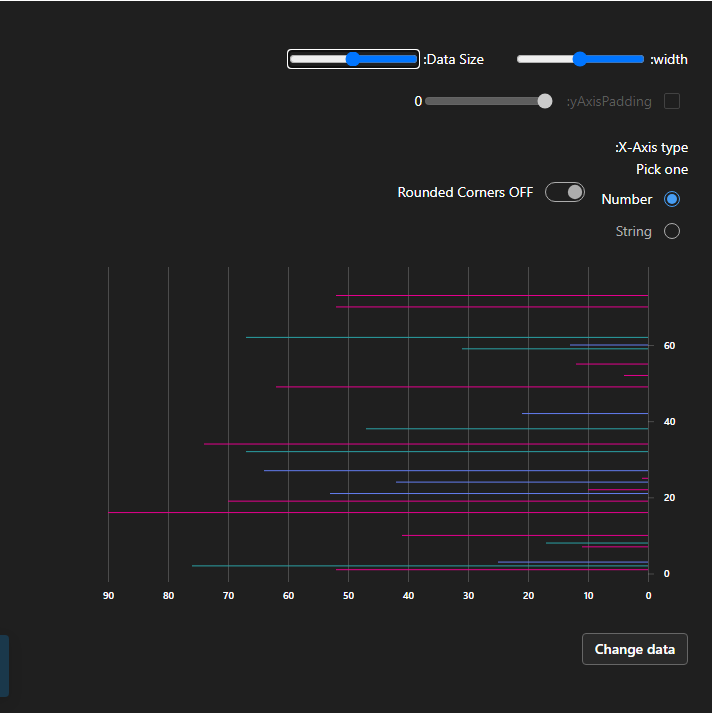 :width
:Data Size
:yAxisPadding
0
:X-Axis type
Pick one
Number
Rounded Corners OFF
String
60
40
20
0
90 80 70 60 50 40 30 20 10 0
Change data